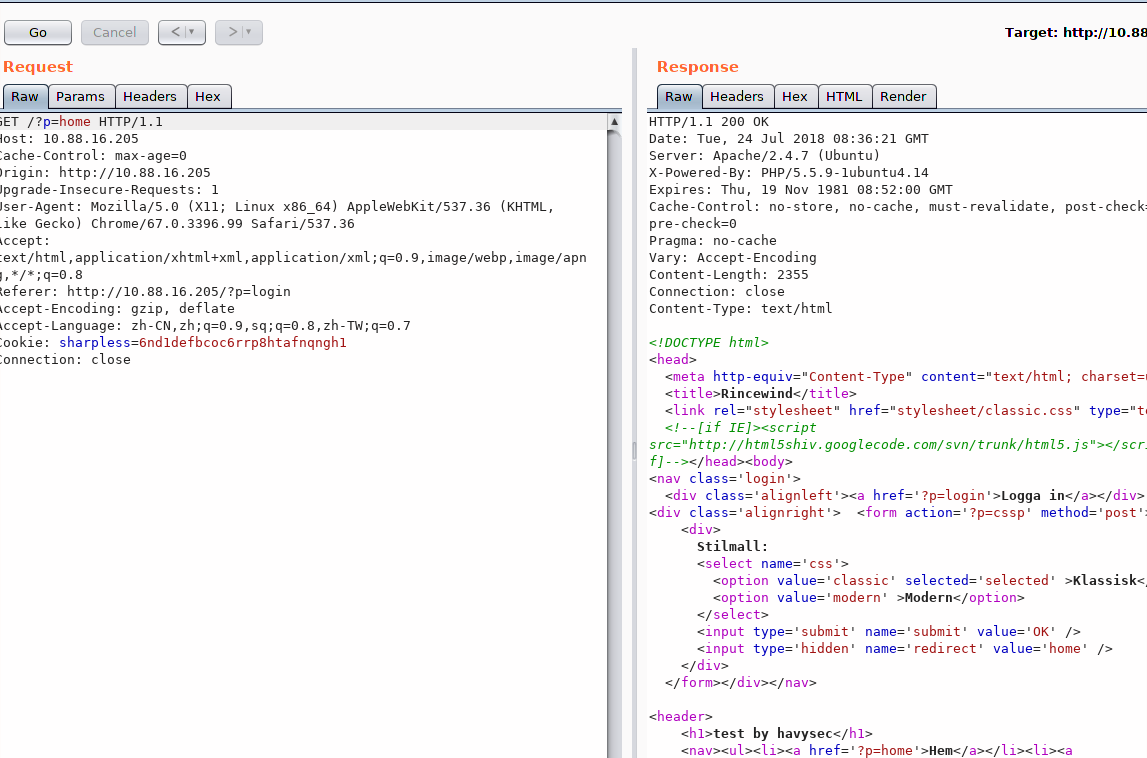 Go
Cancel
<
>
Target: http://10.88
Request
Response
Raw
Params
Headers
Hex
Raw
Headers
Hex
HTML
Render
GET /?p=home HTTP/1.1
Host: 10.88.16.205
Cache-Control: max-age=0
Origin: http://10.88.16.205
Upgrade-Insecure-Requests: 1
User-Agent: Mozilla/5.0 (X11; Linux x86_64) AppleWebKit/537.36 (KHTML,
like Gecko) Chrome/67.0.3396.99 Safari/537.36
Accept:
text/html,application/xhtml+xml,application/xml;q=0.9,image/webp,image/apn
g,*/*;q=0.8
Referer: http://10.88.16.205/?p=login
Accept-Encoding: gzip, deflate
Accept-Language: zh-CN,zh;q=0.9,sq;q=0.8,zh-TW;q=0.7
Cookie: sharpless=6nd1defbcoc6rrp8htafnqngh1
Connection: close
HTTP/1.1 200 OK
Date: Tue, 24 Jul 2018 08:36:21 GMT
Server: Apache/2.4.7 (Ubuntu)
X-Powered-By: PHP/5.5.9-1ubuntu4.14
Expires: Thu, 19 Nov 1981 08:52:00 GMT
Cache-Control: no-store, no-cache, must-revalidate, post-check=
pre-check=0
Pragma: no-cache
Vary: Accept-Encoding
Content-Length: 2355
Connection: close
Content-Type: text/html
<!DOCTYPE html>
<head>
<meta http-equiv="Content-Type" content="text/html; charset=
<title>Rincewind</title>
<link rel="stylesheet" href="stylesheet/classic.css" type="te
<!--[if IE]><script
src="http://html5shiv.googlecode.com/svn/trunk/html5.js"></scri
f]--></head><body>
<nav class='login'>
<div class='alignleft'><a href='?p=login'>Logga in</a></div>
<div class='alignright'>  <form action='?p=cssp' method='post'>
<div>
Stilmall:
<select name='css'>
<option value='classic' selected='selected' >Klassisk</
<option value='modern' >Modern</option>
</select>
<input type='submit' name='submit' value='OK' />
<input type='hidden' name='redirect' value='home' />
</div>
</form></div></nav>
<header>
<h1>test by havysec</h1>
<nav><ul><li><a href='?p=home'>Hem</a></li><li><a